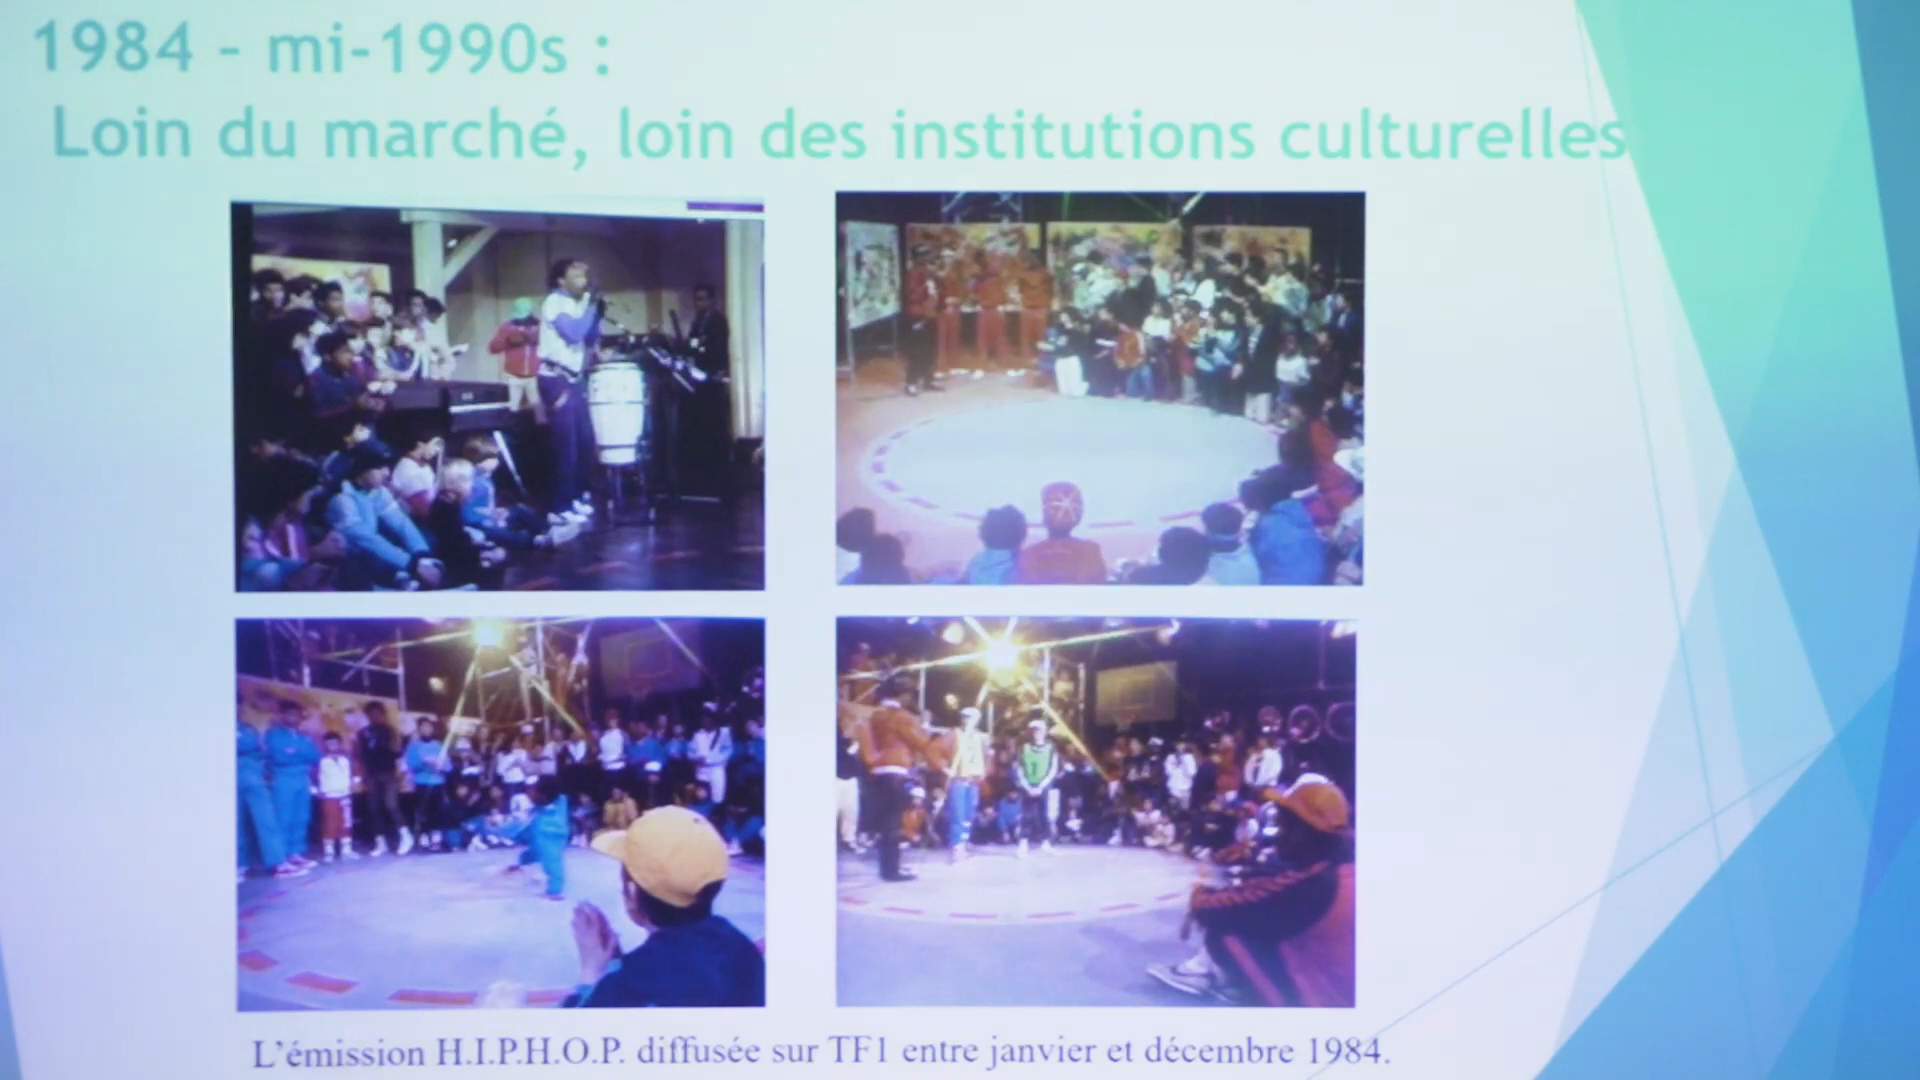 1984 – mi-1990s :
Loin du marché, loin des institutions culturelles
L'émission H.I.P.H.O.P. diffusée sur TF1 entre janvier et décembre 1984.